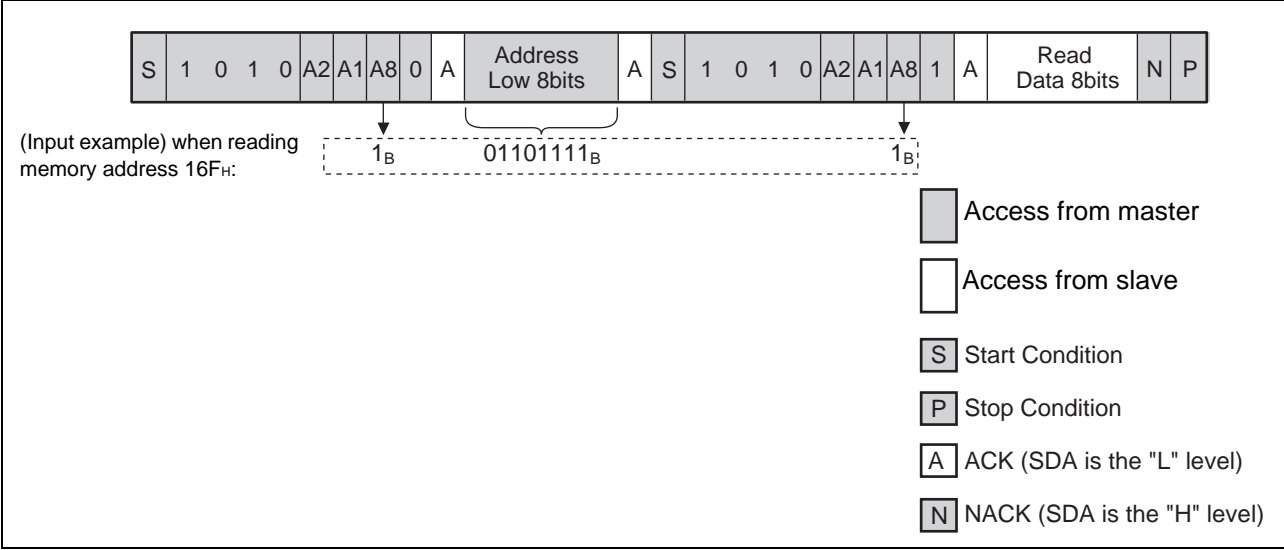 S 1 0 1 0 A2 A1 A8 0 A Address Low 8bits A S 1 0 1 0 A2 A1 A8 1 A Read Data 8bits N P
(Input example) when reading
memory address 16FH:
1B 01101111B 1B
Access from master
Access from slave
S Start Condition
P Stop Condition
A ACK (SDA is the "L" level)
N NACK (SDA is the "H" level)